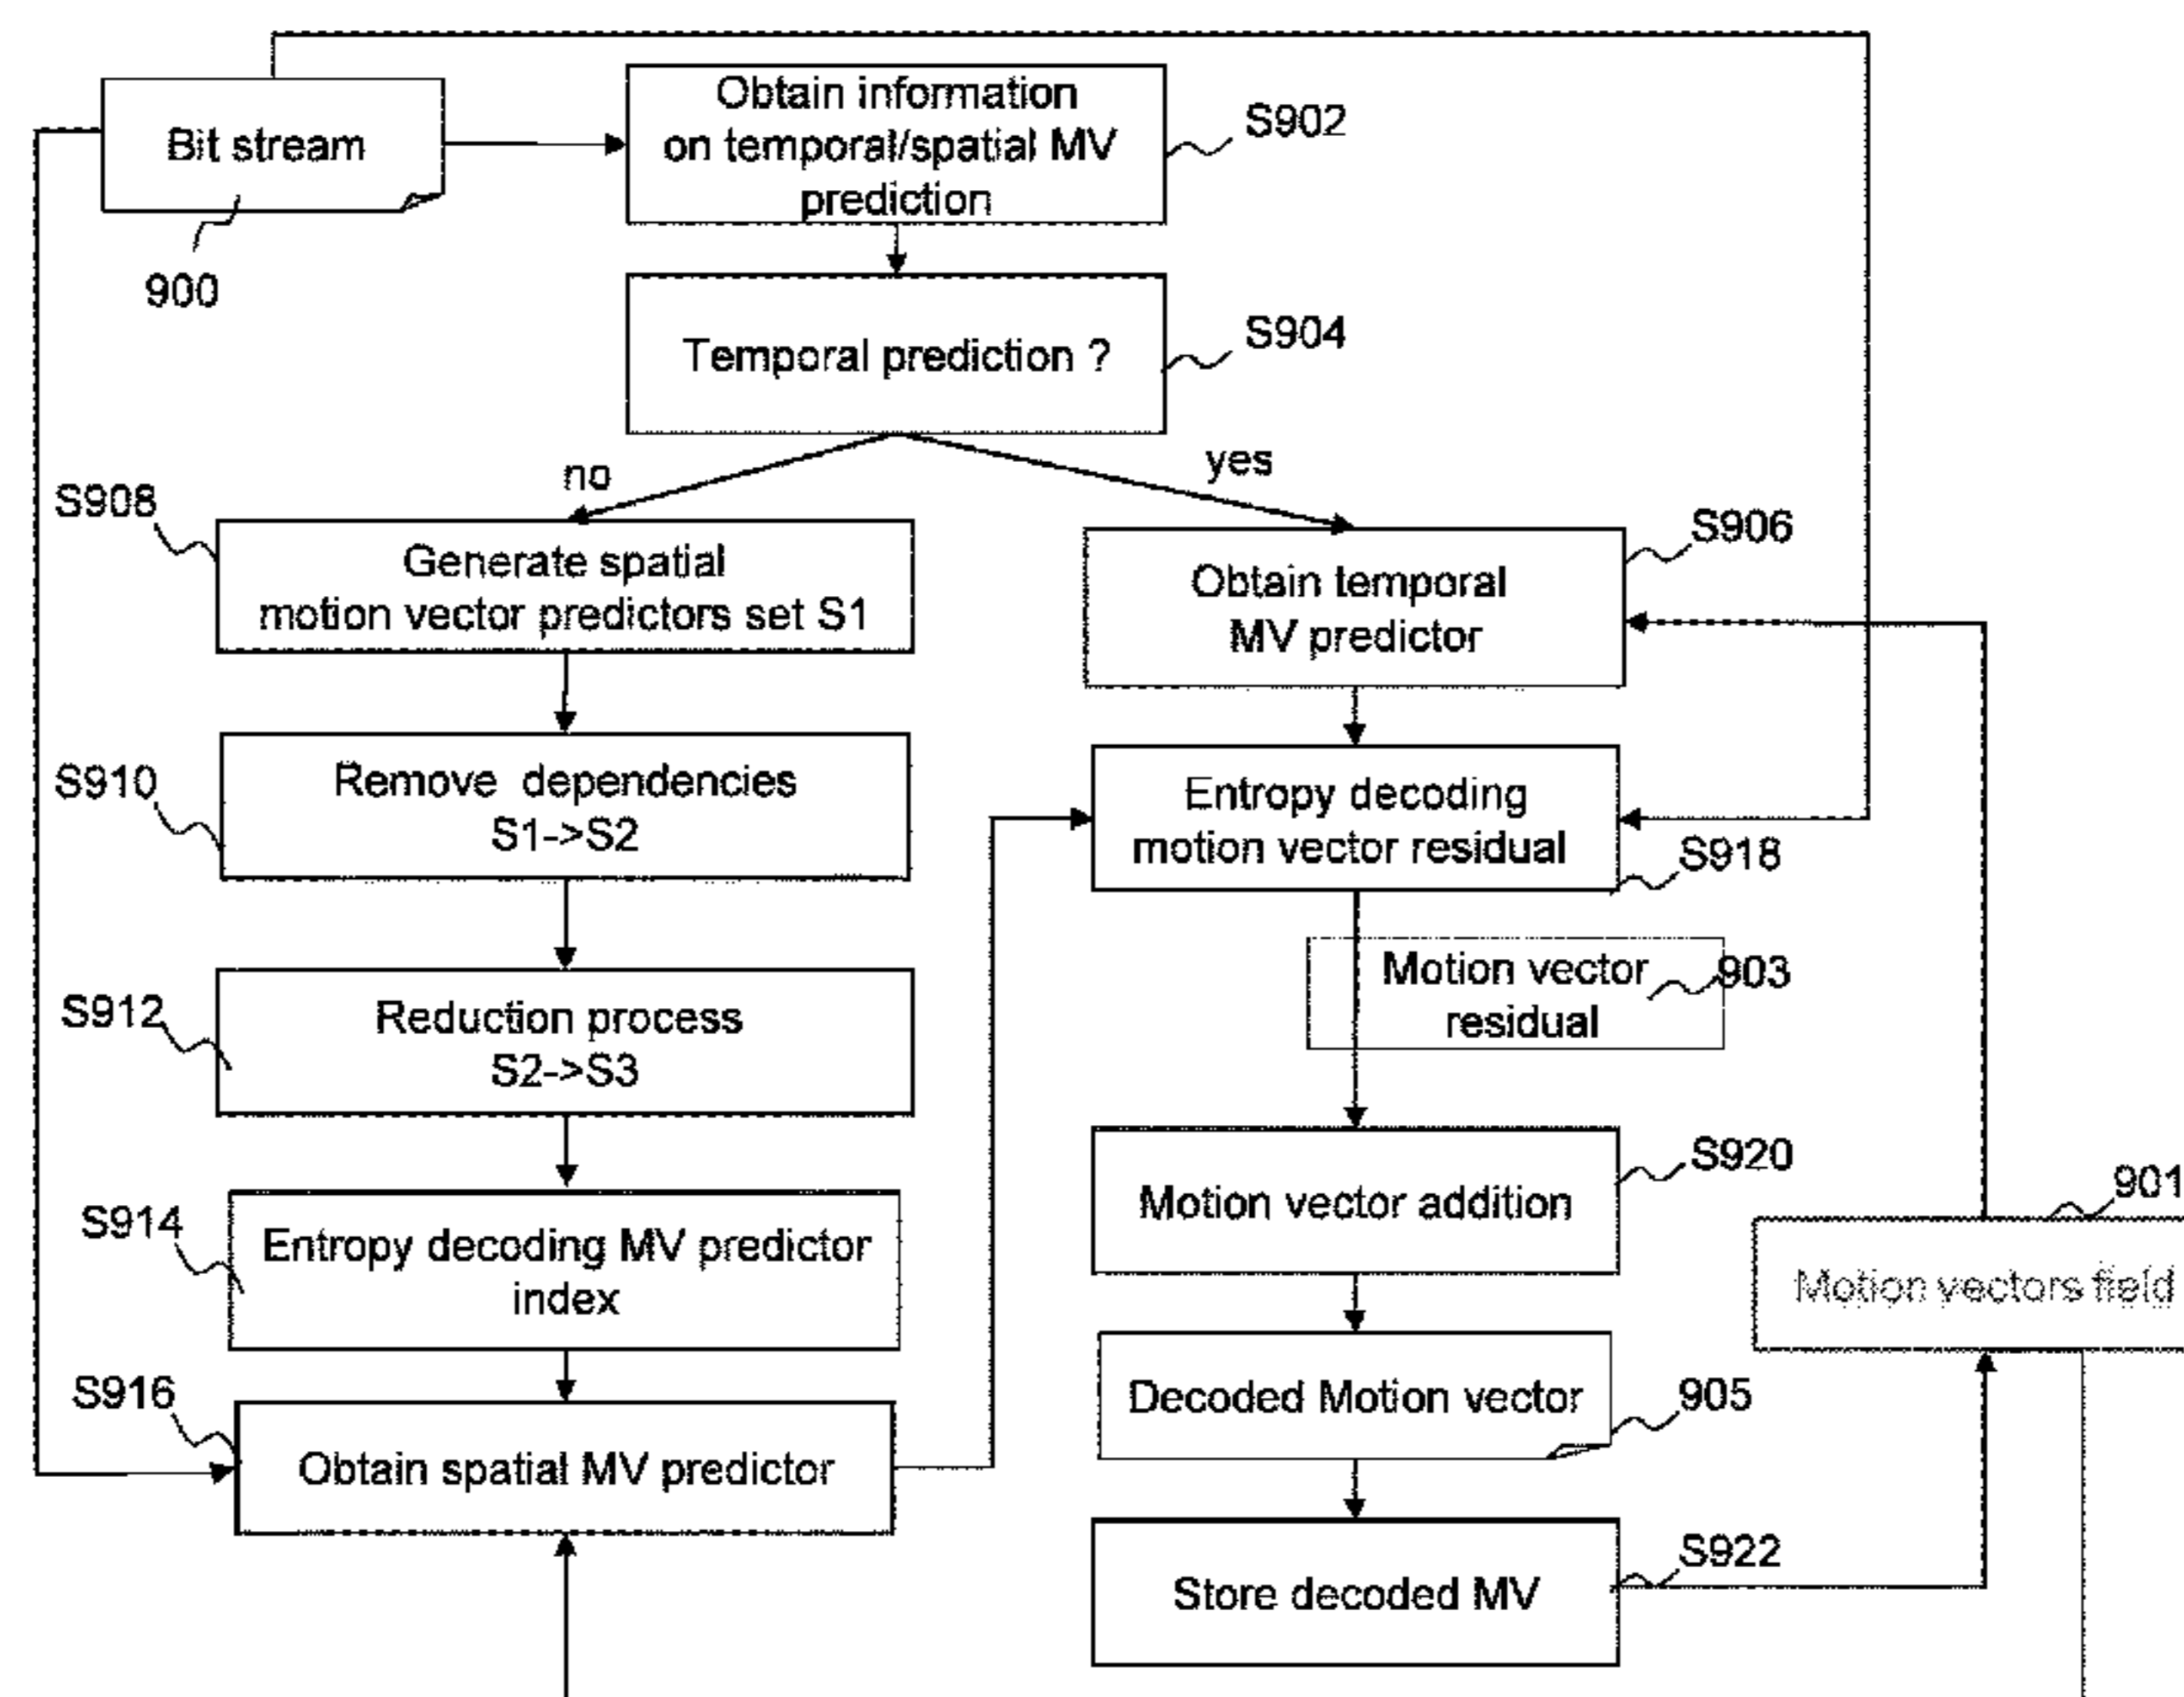 Bit stream
900
Obtain information
on temporal/spatial MV
prediction
S902
Temporal prediction ?
S904
no
yes
S908
Generate spatial
motion vector predictors set S1
S906
Obtain temporal
MV predictor
S910
Remove dependencies
S1->S2
Entropy decoding
motion vector residual
S918
S912
Reduction process
S2->S3
Motion vector
residual
903
S914
Entropy decoding MV predictor
index
Motion vector addition
S920
901
Motion vectors field
S916
Obtain spatial MV predictor
Decoded Motion vector
905
Store decoded MV
S922